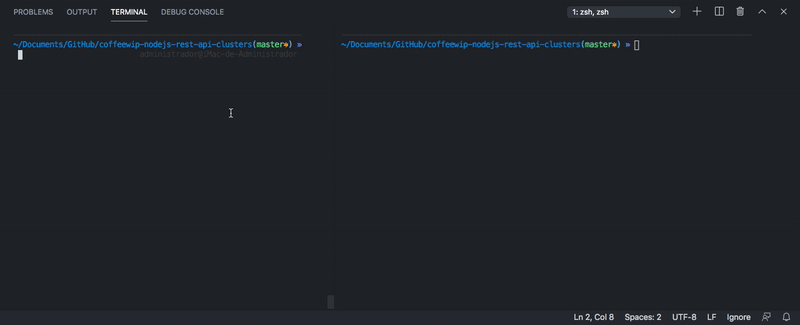 PROBLEMS OUTPUT TERMINAL DEBUG CONSOLE 1: zsh, zsh
~/Documents/GitHub/coffeewip-nodejs-rest-api-clusters(master*) »
administrador@iMac-de-Administrador
~/Documents/GitHub/coffeewip-nodejs-rest-api-clusters(master*) »
Ln 2, Col 8 Spaces: 2 UTF-8 LF Ignore